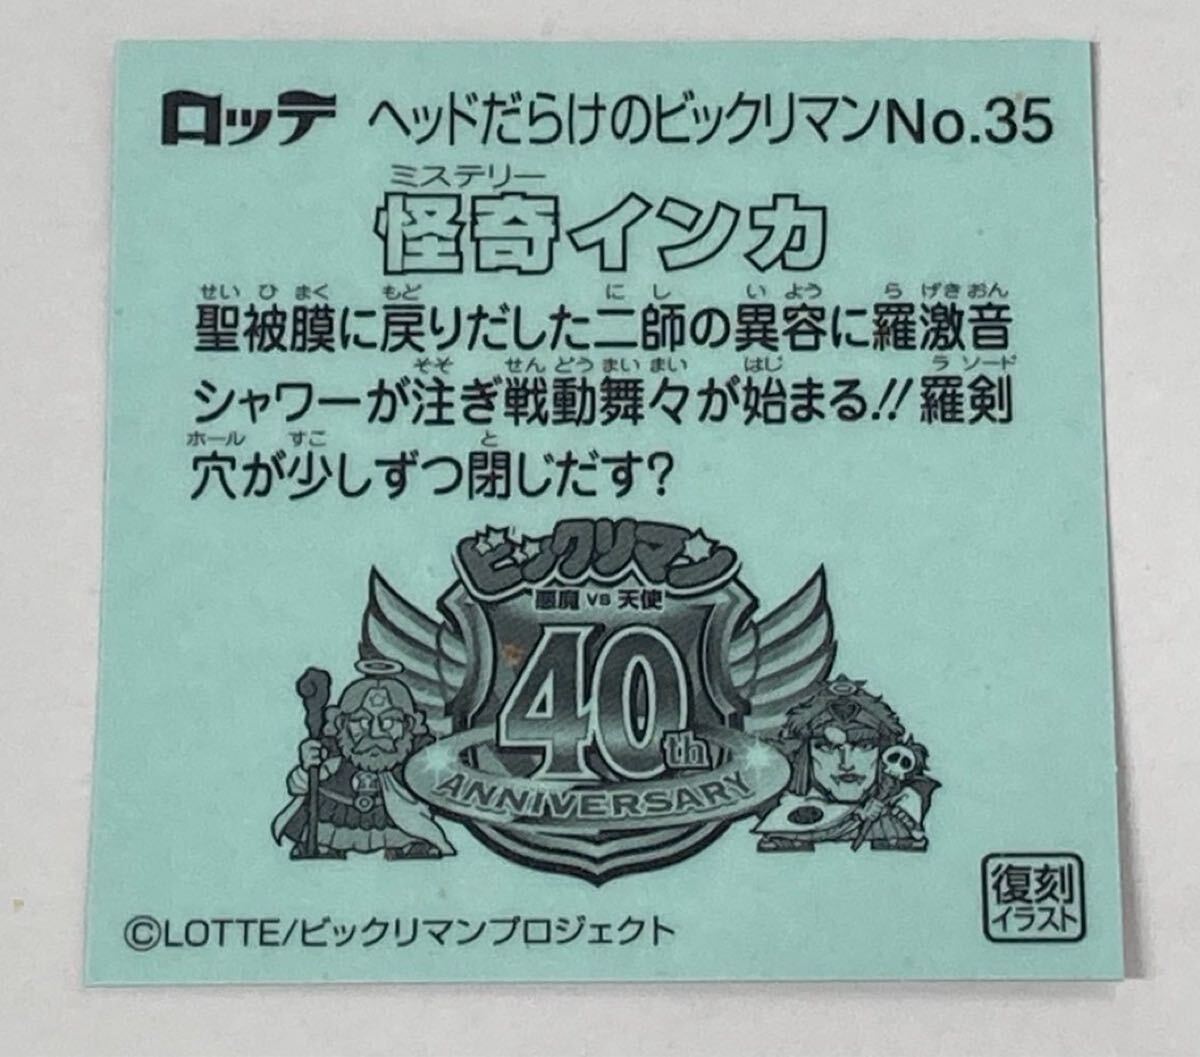 ロッテ ヘッドだらけのビックリマンNo.35
ミステリー
怪奇インカ
せい ひ まく もど に し い よう ら げき おん
聖被膜に戻りだした二師の異容に羅激音
そそ せん どう まい まい はじ ラ ソード
シャワーが注ぎ戦動舞々が始まる!!羅剣
ホール すこ と
穴が少しずつ閉じだす?
ビックリマン
悪魔 VS 天使
40th
ANNIVERSARY
復刻
イラスト
©LOTTE/ビックリマンプロジェクト